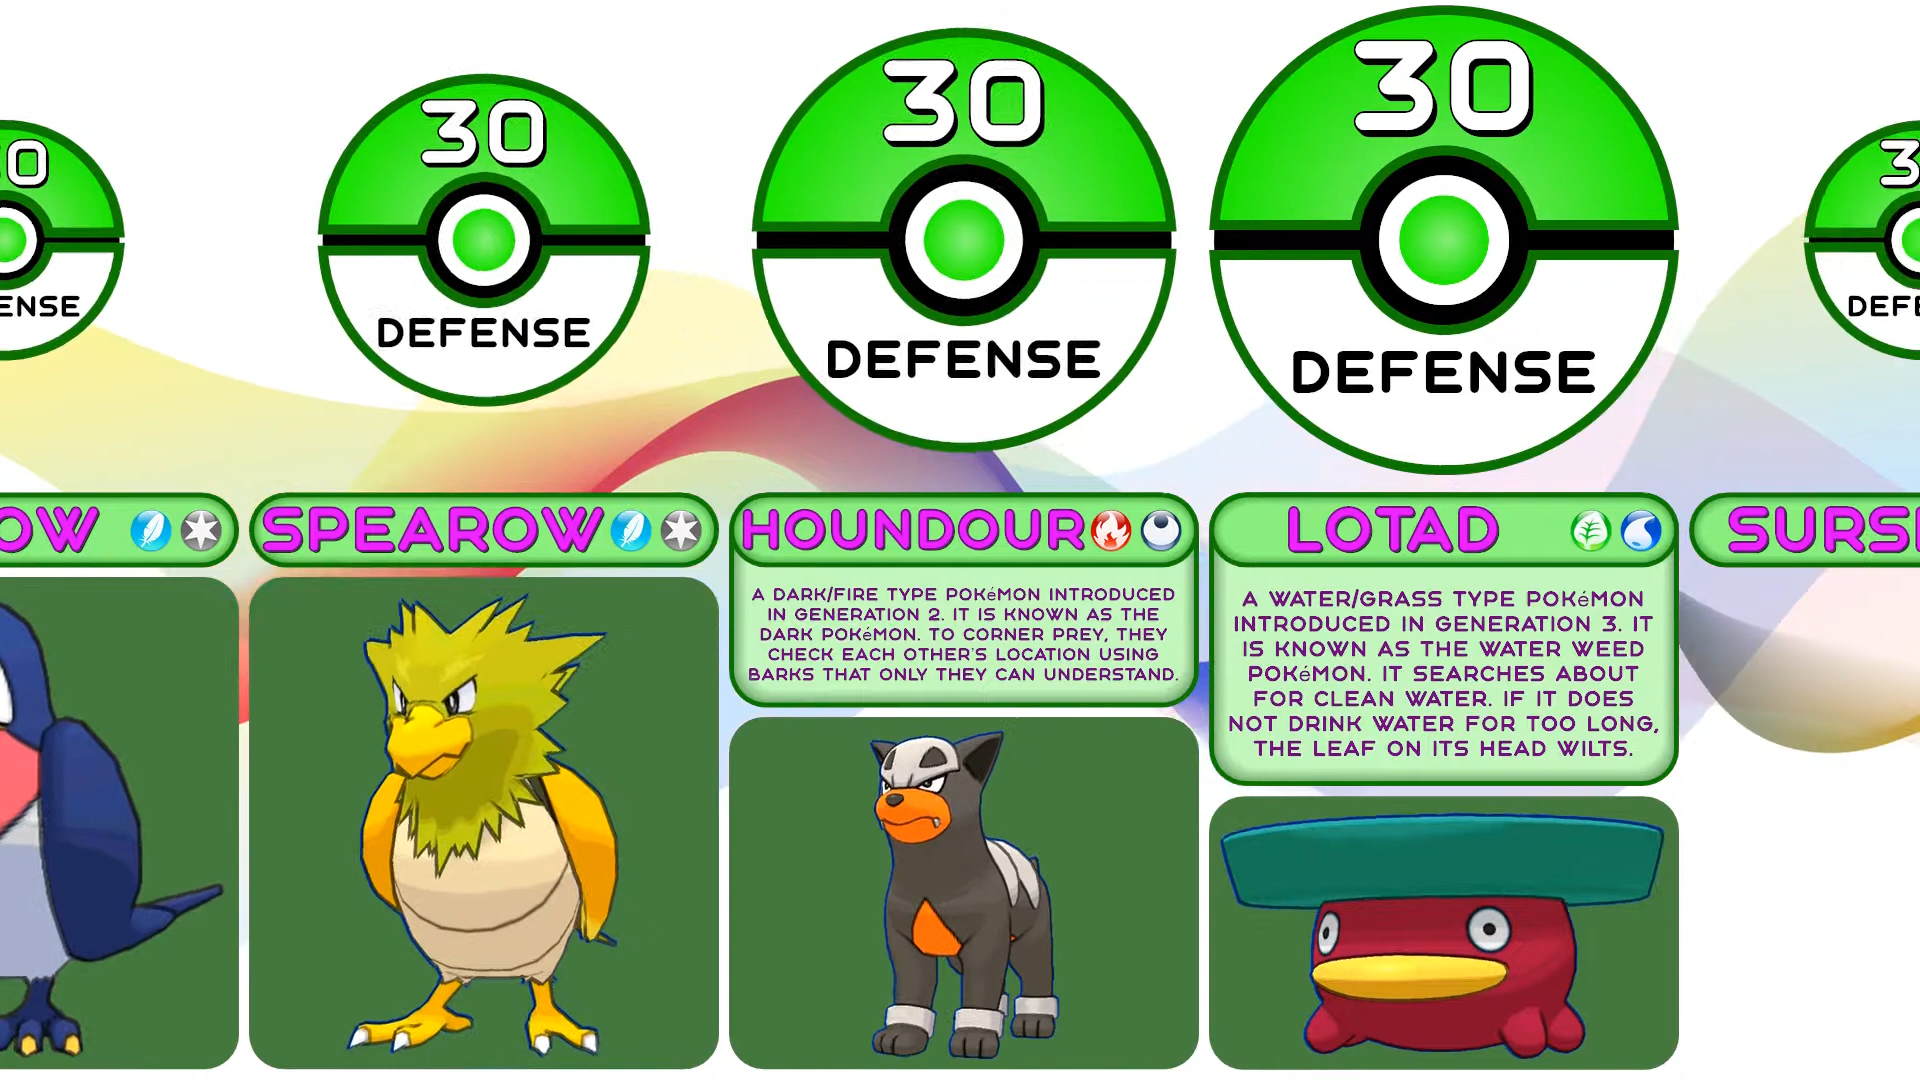 30
DEFENSE
30
DEFENSE
30
DEFENSE
SPEAROW
HOUNDOUR
A DARK/FIRE TYPE POKéMON INTRODUCED
IN GENERATION 2. IT IS KNOWN AS THE
DARK POKéMON. TO CORNER PREY, THEY
CHECK EACH OTHER'S LOCATION USING
BARKS THAT ONLY THEY CAN UNDERSTAND.
LOTAD
A WATER/GRASS TYPE POKéMON
INTRODUCED IN GENERATION 3. IT
IS KNOWN AS THE WATER WEED
POKéMON. IT SEARCHES ABOUT
FOR CLEAN WATER. IF IT DOES
NOT DRINK WATER FOR TOO LONG,
THE LEAF ON ITS HEAD WILTS.